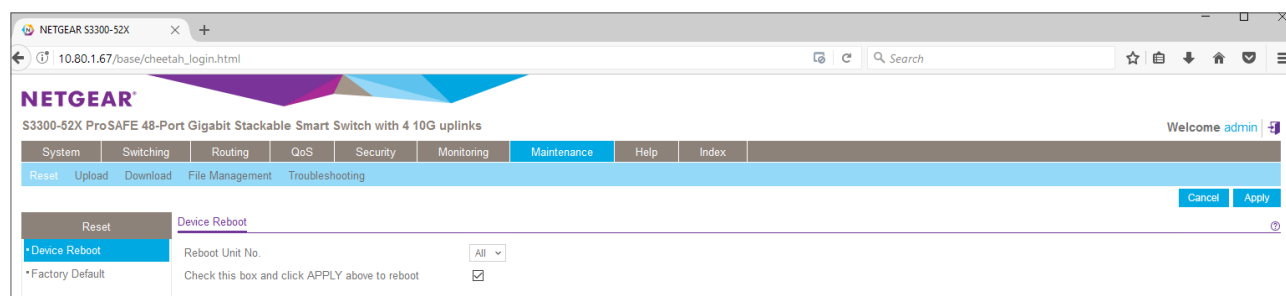 NETGEAR S3300-52X
10.80.1.67/base/cheetah_login.html
Search
NETGEAR®
S3300-52X ProSAFE 48-Port Gigabit Stackable Smart Switch with 4 10G uplinks
Welcome admin
System Switching Routing QoS Security Monitoring Maintenance Help Index
Reset Upload Download File Management Troubleshooting
Cancel Apply
Reset
Device Reboot
•Device Reboot
Reboot Unit No. All
•Factory Default
Check this box and click APPLY above to reboot